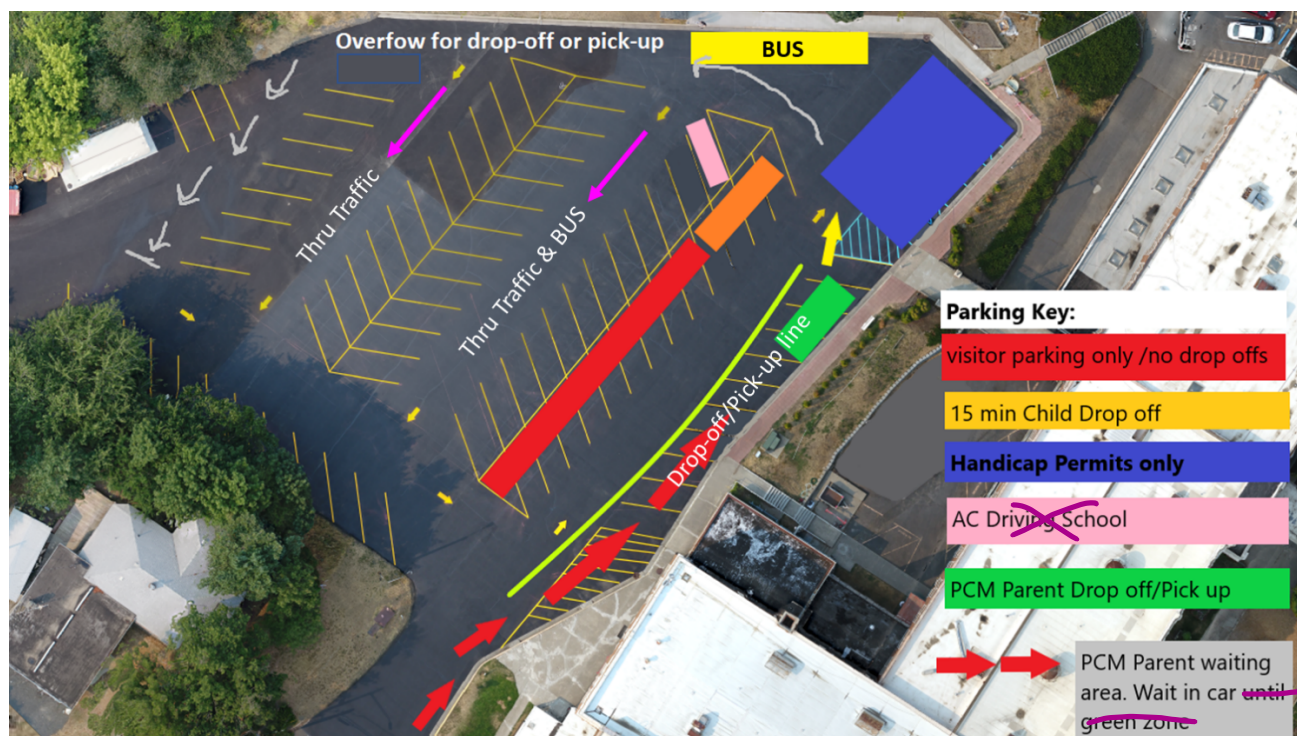 Overfow for drop-off or pick-up
BUS
Thru Traffic
Thru Traffic & BUS
Drop-off/Pick-up line
Parking Key:
visitor parking only /no drop offs
15 min Child Drop off
Handicap Permits only
AC Driving School
PCM Parent Drop off/Pick up
PCM Parent waiting
area. Wait in car until
green zone